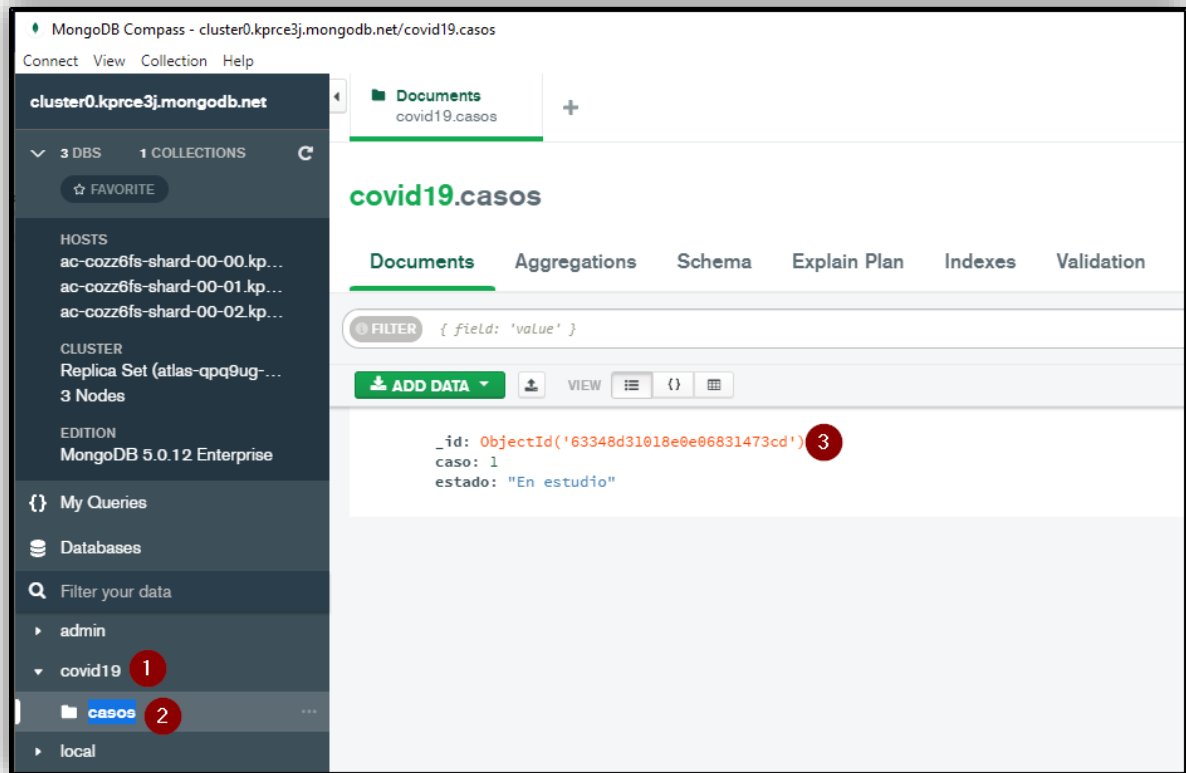 MongoDB Compass - cluster0.kprce3j.mongodb.net/covid19.casos
Connect View Collection Help
cluster0.kprce3j.mongodb.net
3 DBS 1 COLLECTIONS
FAVORITE
HOSTS
ac-cozz6fs-shard-00-00.kp...
ac-cozz6fs-shard-00-01.kp...
ac-cozz6fs-shard-00-02.kp...
CLUSTER
Replica Set (atlas-qpq9ug-...
3 Nodes
EDITION
MongoDB 5.0.12 Enterprise
{} My Queries
Databases
Filter your data
admin
covid19 1
casos 2 ...
local
Documents
covid19.casos
+
covid19.casos
Documents Aggregations Schema Explain Plan Indexes Validation
FILTER { field: 'value' }
ADD DATA VIEW {}
_id: ObjectId('63348d31018e0e06831473cd') 3
caso: 1
estado: "En estudio"